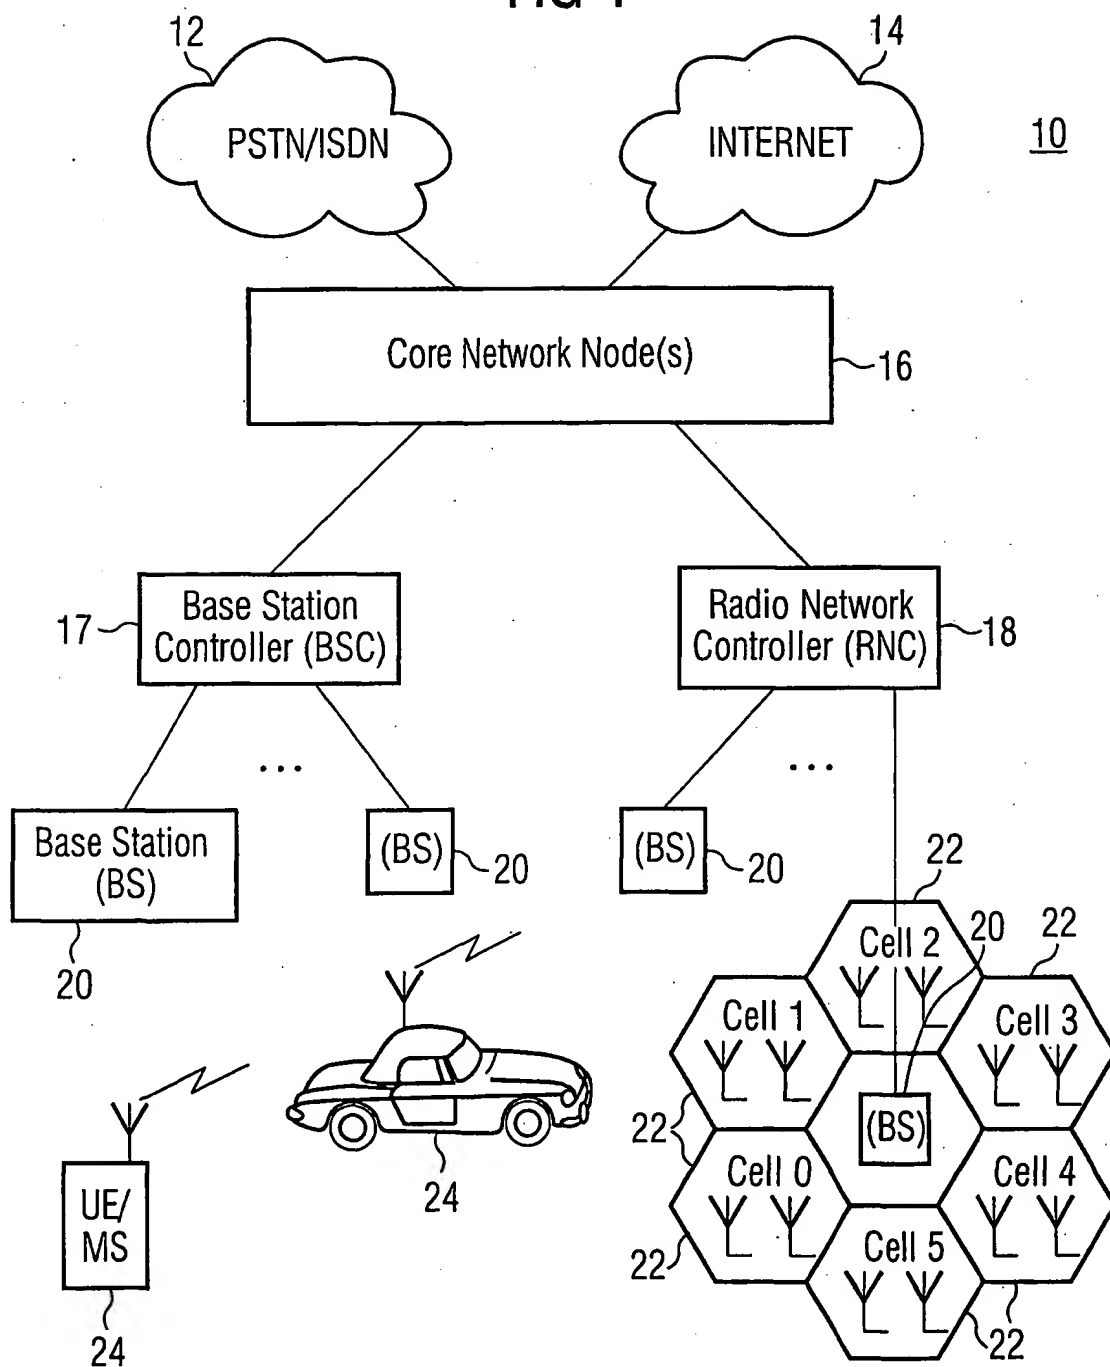 FIG 1
12
14
PSTN/ISDN
INTERNET
10
Core Network Node(s)
16
Base Station
Controller (BSC)
17
Radio Network
Controller (RNC)
18
...
...
Base Station
(BS)
20
(BS)
20
(BS)
20
22
20
22
Cell 2
Cell 1
Cell 3
(BS)
22
Cell 0
Cell 4
22
Cell 5
22
24
UE/
MS
24